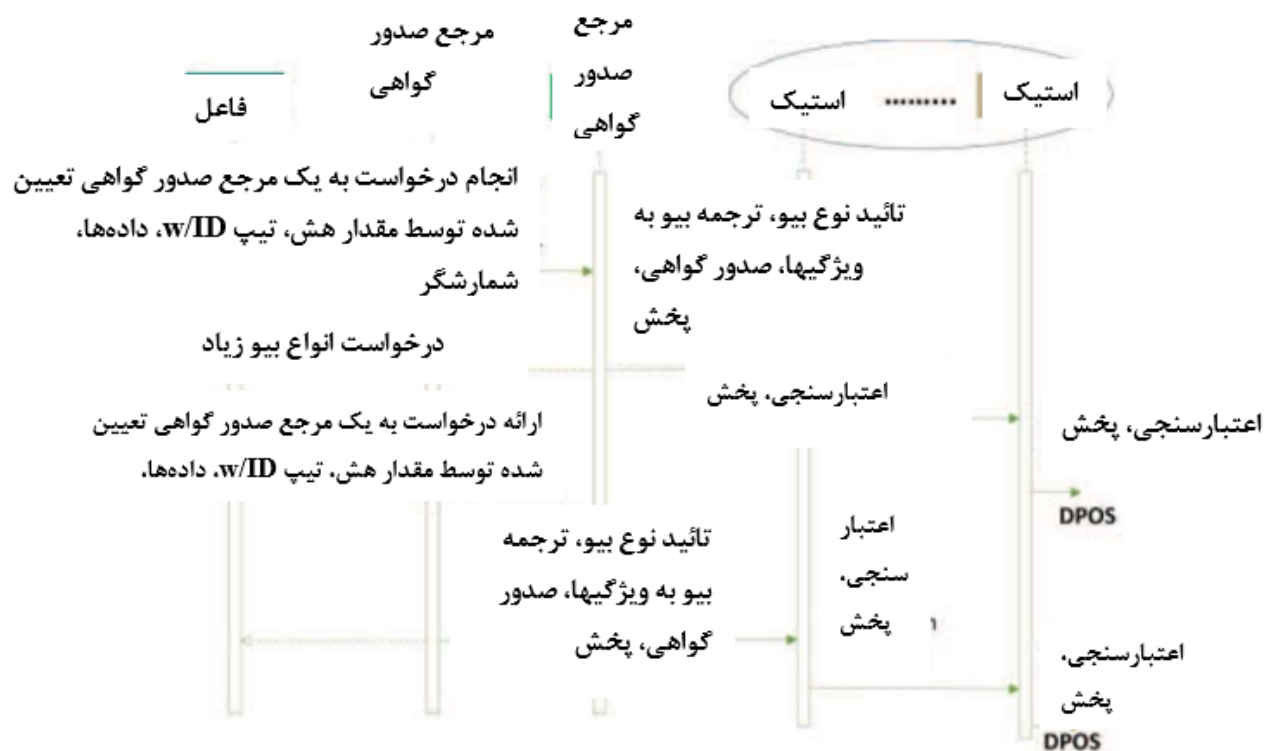 مرجع
صدور
گواهی
مرجع صدور
گواهی
فاعل
استیک
.........
استیک
انجام درخواست به یک مرجع صدور گواهی تعیین
شده توسط مقدار هش، تیپ w/ID، داده‌ها،
شمارشگر
تائید نوع بیو، ترجمه بیو به
ویژگیها، صدور گواهی،
پخش
درخواست انواع بیو زیاد
اعتبارسنجی، پخش
اعتبارسنجی، پخش
ارائه درخواست به یک مرجع صدور گواهی تعیین
شده توسط مقدار هش، تیپ w/ID، داده‌ها،
DPOS
تائید نوع بیو، ترجمه
بیو به ویژگیها، صدور
گواهی، پخش
اعتبار
سنجی،
پخش
اعتبارسنجی،
پخش
DPOS